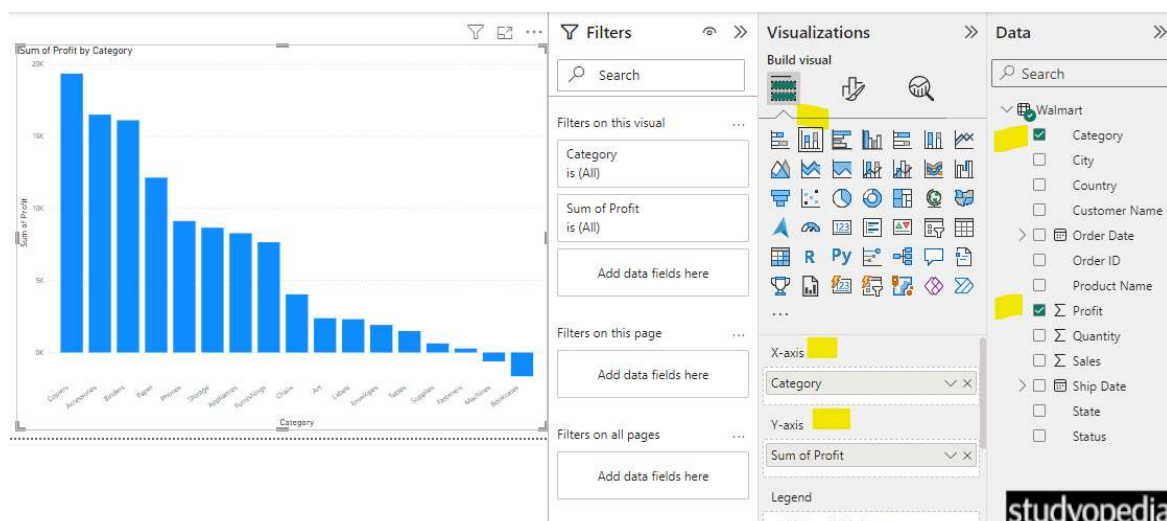 Sum of Profit by Category
20K
15K
10K
5K
0K
Sum of Profit
Copiers
Accessories
Binders
Paper
Phones
Storage
Appliances
Furnishings
Chairs
Art
Labels
Envelopes
Tables
Supplies
Fasteners
Machines
Bookcases
Category
Filters
Search
Filters on this visual
...
Category
is (All)
Sum of Profit
is (All)
Add data fields here
Filters on this page
...
Add data fields here
Filters on all pages
...
Add data fields here
Visualizations
Build visual
123
R
Py
123
...
X-axis
Category
Y-axis
Sum of Profit
Legend
Data
Search
Walmart
Category
City
Country
Customer Name
Order Date
Order ID
Product Name
Σ Profit
Σ Quantity
Σ Sales
Ship Date
State
Status
studyopedia